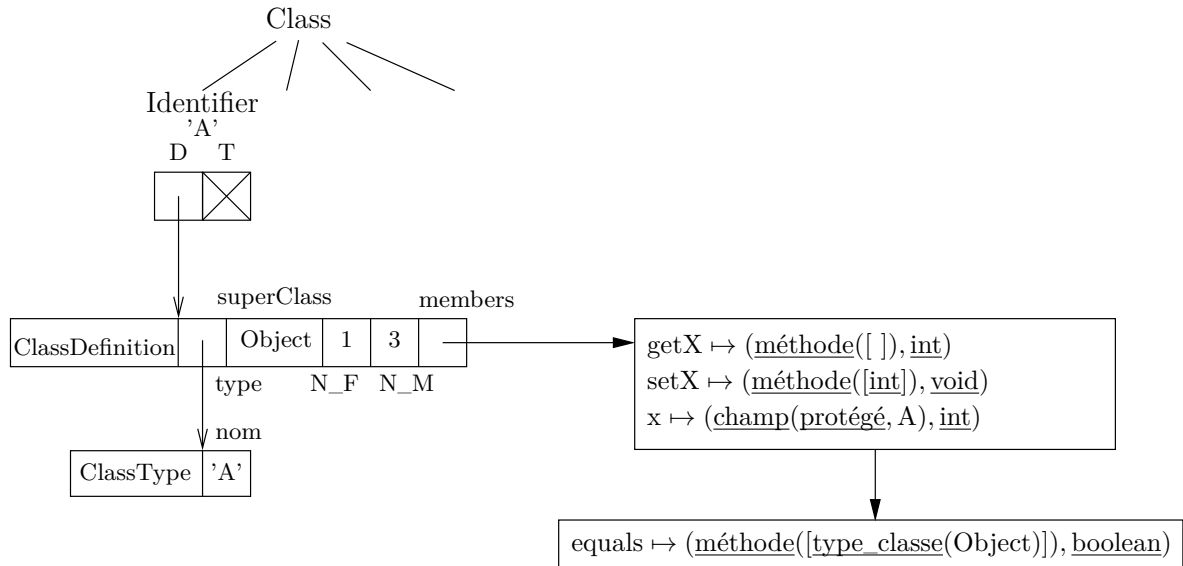 Class
Identifier
'A'
D T
superClass
members
ClassDefinition Object 1 3
type N_F N_M
nom
ClassType 'A'
getX ↦ (méthode([ ]), int)
setX ↦ (méthode([int]), void)
x ↦ (champ(protégé, A), int)
equals ↦ (méthode([type_classe(Object)]), boolean)